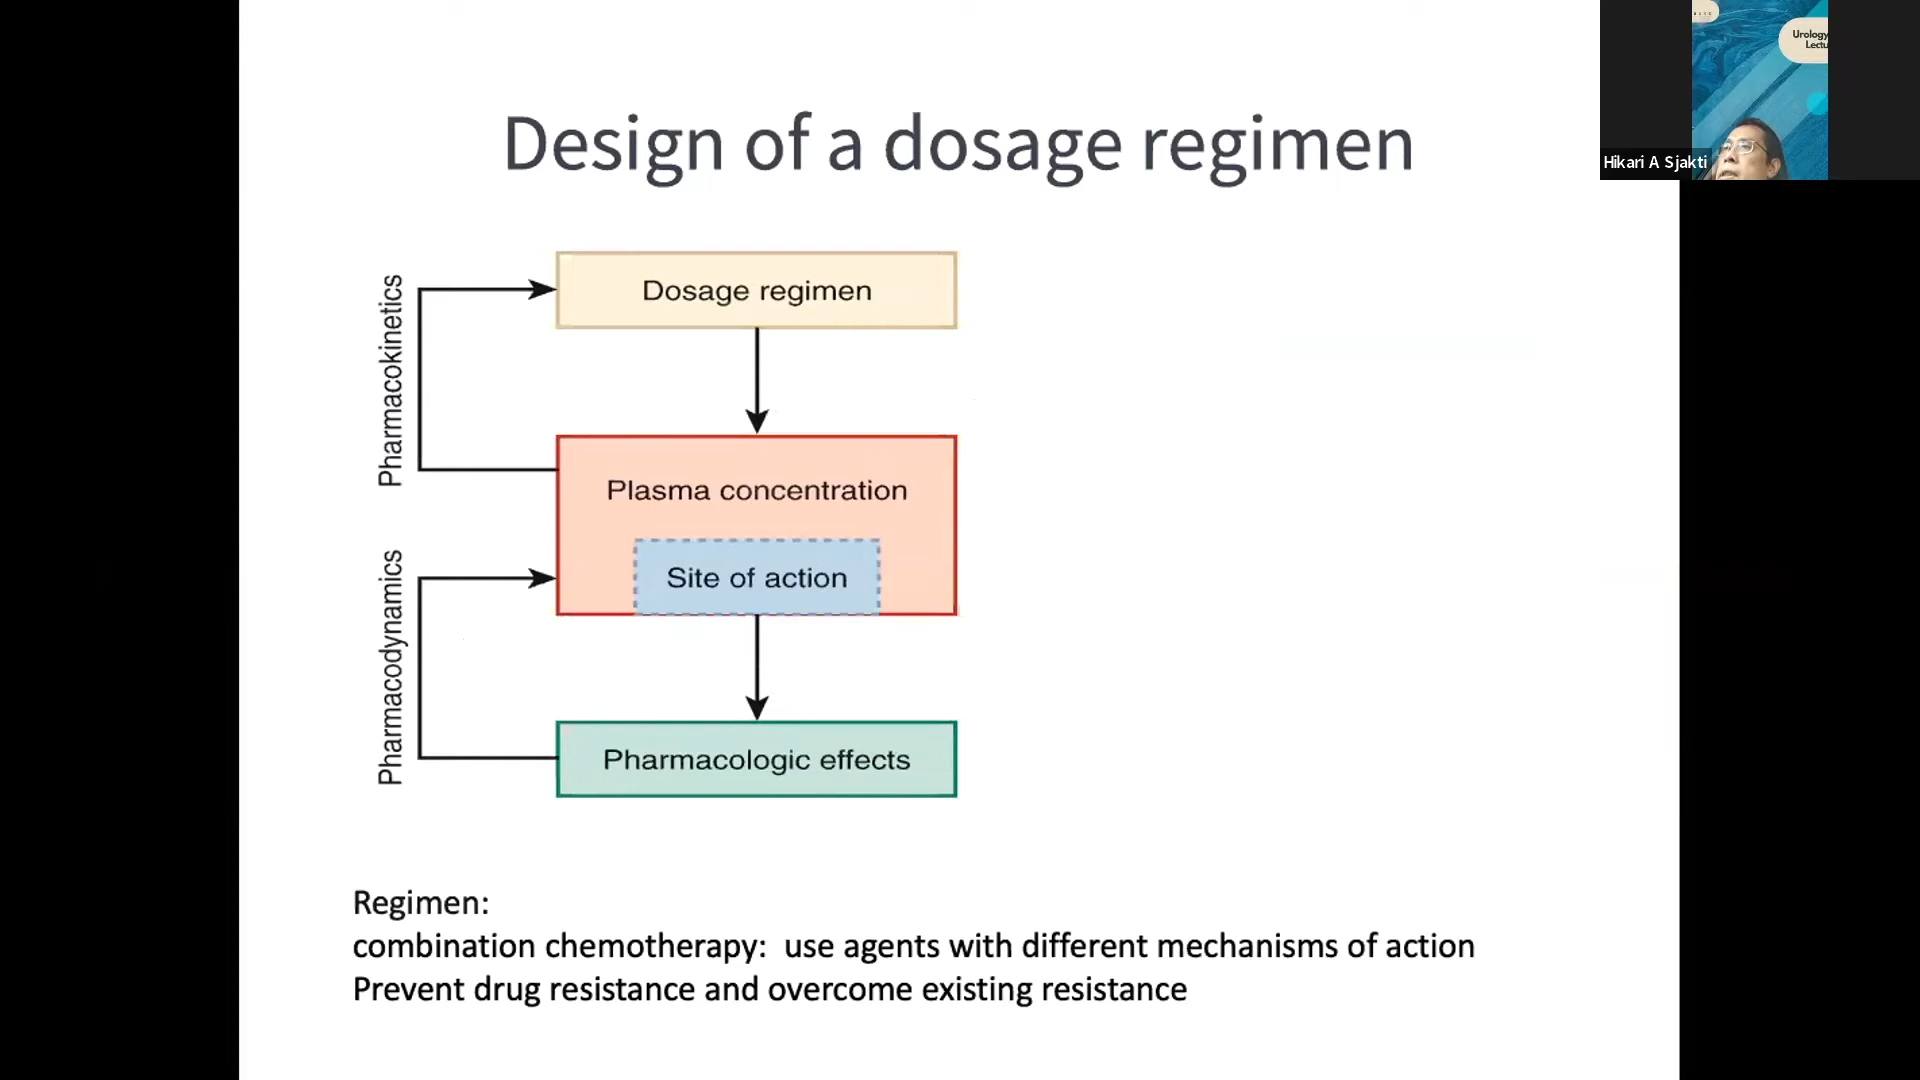 Design of a dosage regimen
Urology
Lectu
Hikari A Sjakti
Pharmacokinetics
Dosage regimen
Plasma concentration
Site of action
Pharmacodynamics
Pharmacologic effects
Regimen:
combination chemotherapy: use agents with different mechanisms of action
Prevent drug resistance and overcome existing resistance